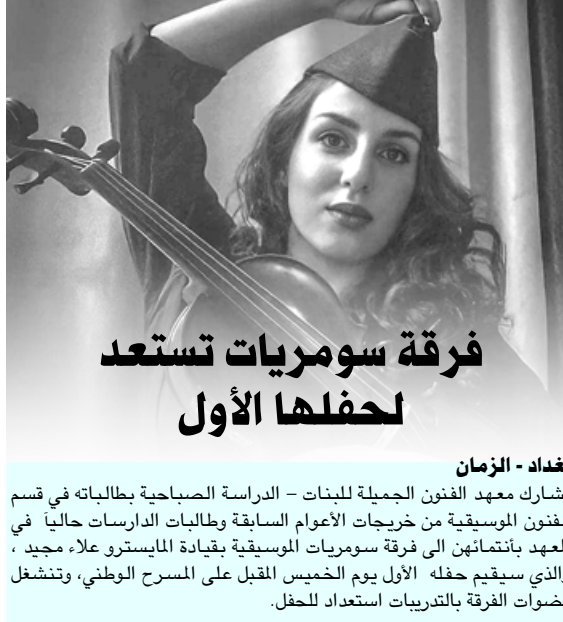 فرقة سومريات تستعد
لحفلها الأول
غداد - الزمان
شارك معهد الفنون الجميلة للبنات – الدراسة الصباحية بطالباته في قسم
لفنون الموسيقية من خريجات الأعوام السابقة وطالبات الدارسات حالياً في
لعهد بأنتمائهن الى فرقة سومريات الموسيقية بقيادة المايسترو علاء مجيد ،
والذي سيقيم حفله الأول يوم الخميس المقبل على المسرح الوطني، وتنشغل
ضوات الفرقة بالتدريبات استعداد للحفل.